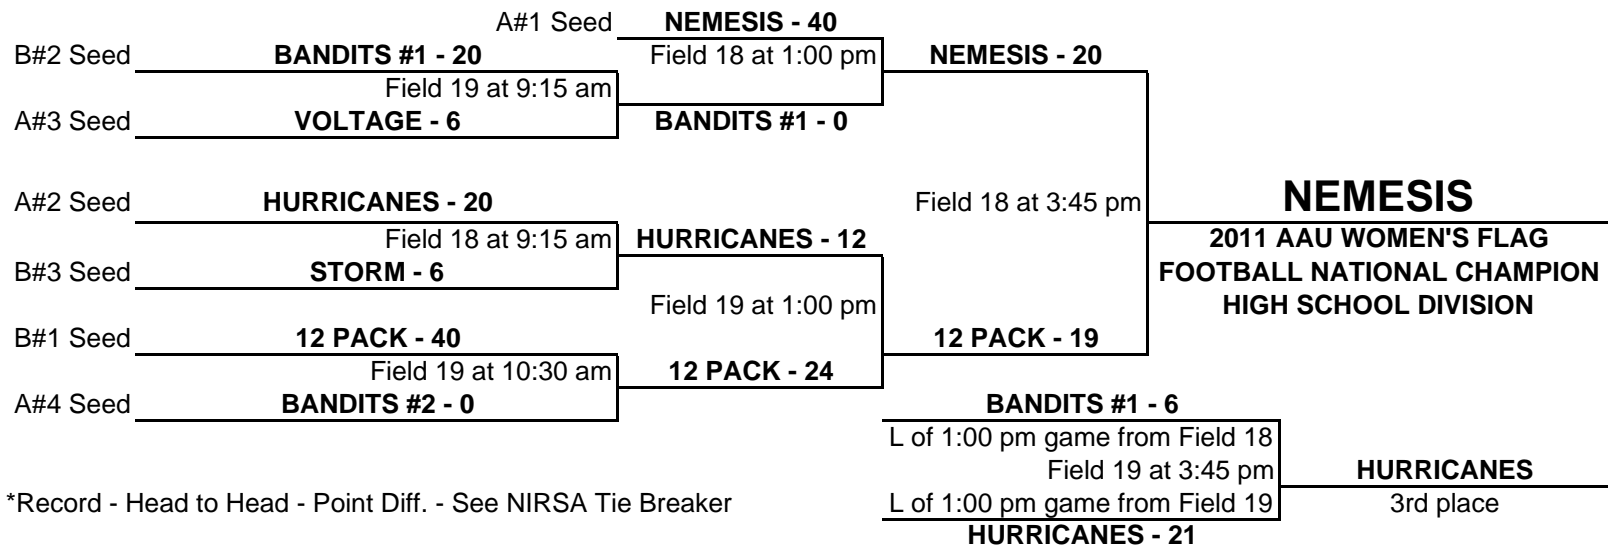 A#1 Seed NEMESIS - 40
B#2 Seed BANDITS #1 - 20 Field 18 at 1:00 pm NEMESIS - 20
Field 19 at 9:15 am
A#3 Seed VOLTAGE - 6 BANDITS #1 - 0
A#2 Seed HURRICANES - 20 Field 18 at 3:45 pm NEMESIS
Field 18 at 9:15 am HURRICANES - 12 2011 AAU WOMEN'S FLAG
B#3 Seed STORM - 6 FOOTBALL NATIONAL CHAMPION
Field 19 at 1:00 pm HIGH SCHOOL DIVISION
B#1 Seed 12 PACK - 40 12 PACK - 19
Field 19 at 10:30 am 12 PACK - 24
A#4 Seed BANDITS #2 - 0 BANDITS #1 - 6
L of 1:00 pm game from Field 18
Field 19 at 3:45 pm HURRICANES
*Record - Head to Head - Point Diff. - See NIRSA Tie Breaker L of 1:00 pm game from Field 19 3rd place
HURRICANES - 21